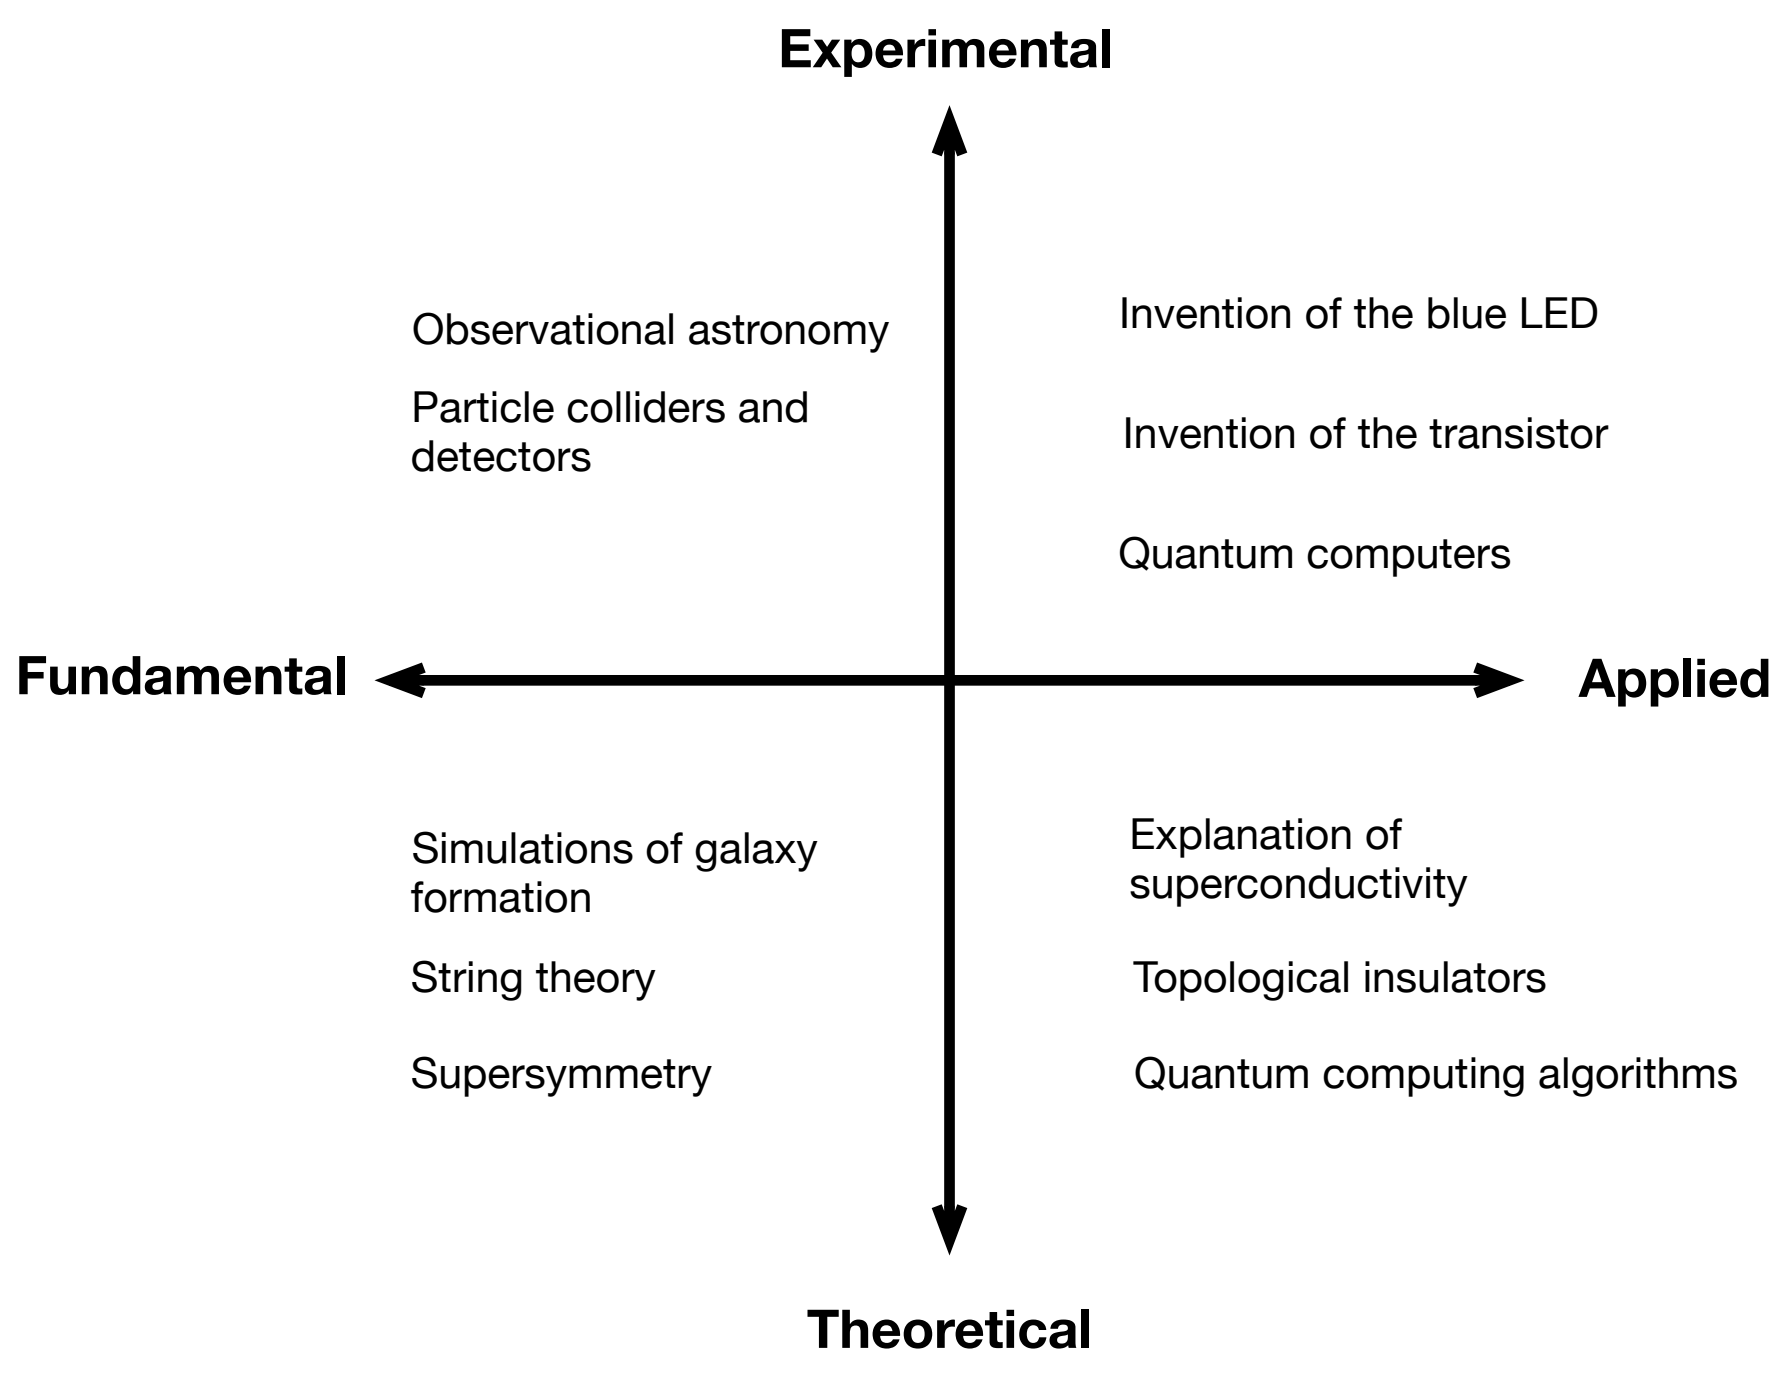 Experimental
Observational astronomy
Particle colliders and
detectors
Invention of the blue LED
Invention of the transistor
Quantum computers
Fundamental
Applied
Simulations of galaxy
formation
String theory
Supersymmetry
Explanation of
superconductivity
Topological insulators
Quantum computing algorithms
Theoretical